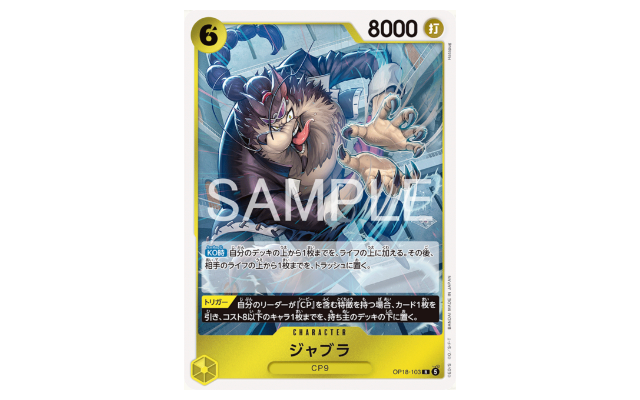 6
8000
打
SAMPLE
KO時 自分のデッキの上から1枚までを、ライフの上に加える。その後、
相手のライフの上から1枚までを、トラッシュに置く。
トリガー 自分のリーダーが「CP」を含む特徴を持つ場合、カード1枚を
引き、コスト8以下のキャラ1枚までを、持ち主のデッキの下に置く。
CHARACTER
ジャブラ
CP9
OP18-103 R 5
BANDAI MADE IN JAPAN